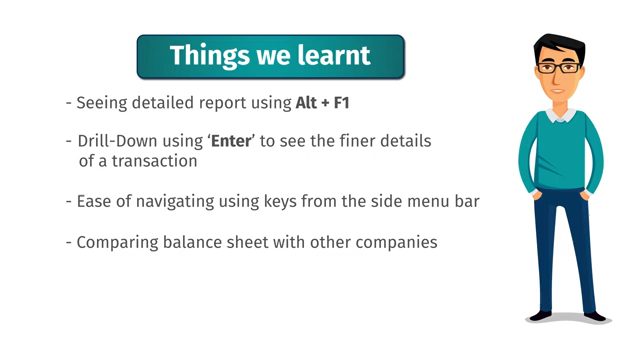 Things we learnt
- Seeing detailed report using Alt + F1
- Drill-Down using ‘Enter’ to see the finer details
of a transaction
- Ease of navigating using keys from the side menu bar
- Comparing balance sheet with other companies